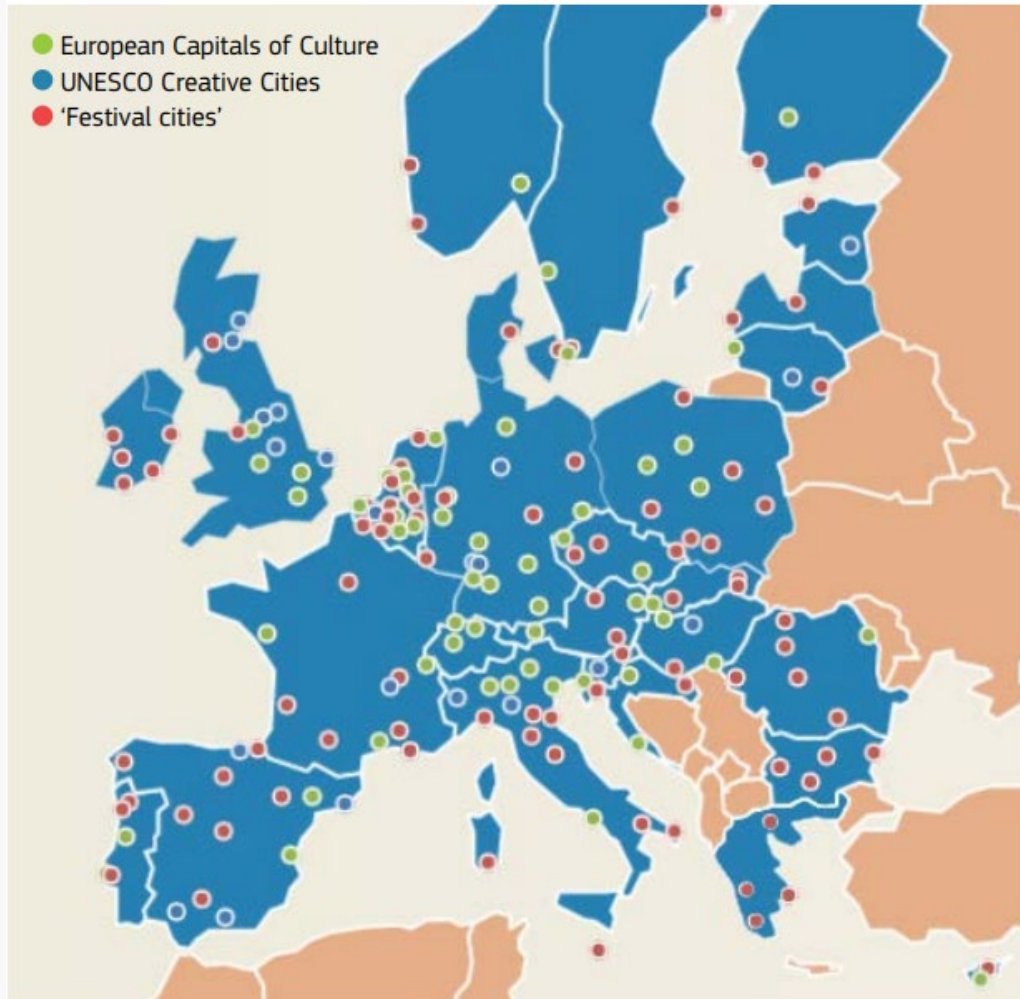 European Capitals of Culture
UNESCO Creative Cities
‘Festival cities’